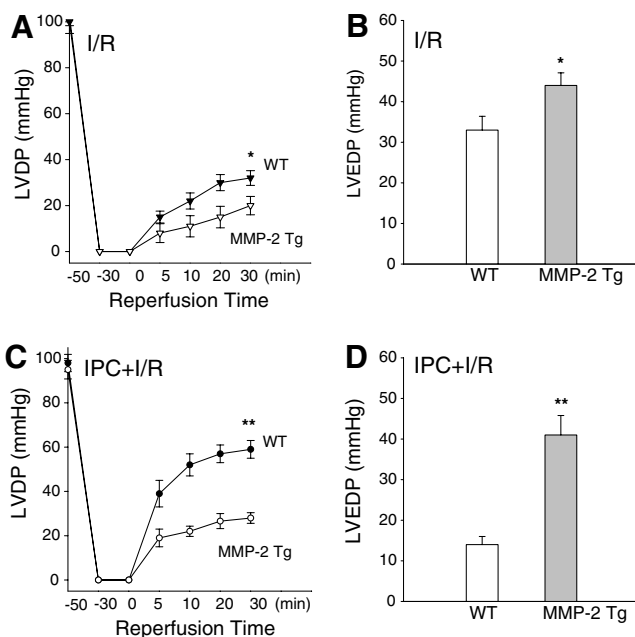 A
I/R
LVDP (mmHg)
100
80
60
40
20
0
*
WT
MMP-2 Tg
-50 -30 0 5 10 20 30 (min)
Reperfusion Time
B
I/R
LVEDP (mmHg)
60
50
40
30
20
10
0
*
WT MMP-2 Tg
C
IPC+I/R
LVDP (mmHg)
100
80
60
40
20
0
**
WT
MMP-2 Tg
-50 -30 0 5 10 20 30 (min)
Reperfusion Time
D
IPC+I/R
LVEDP (mmHg)
60
50
40
30
20
10
0
**
WT MMP-2 Tg